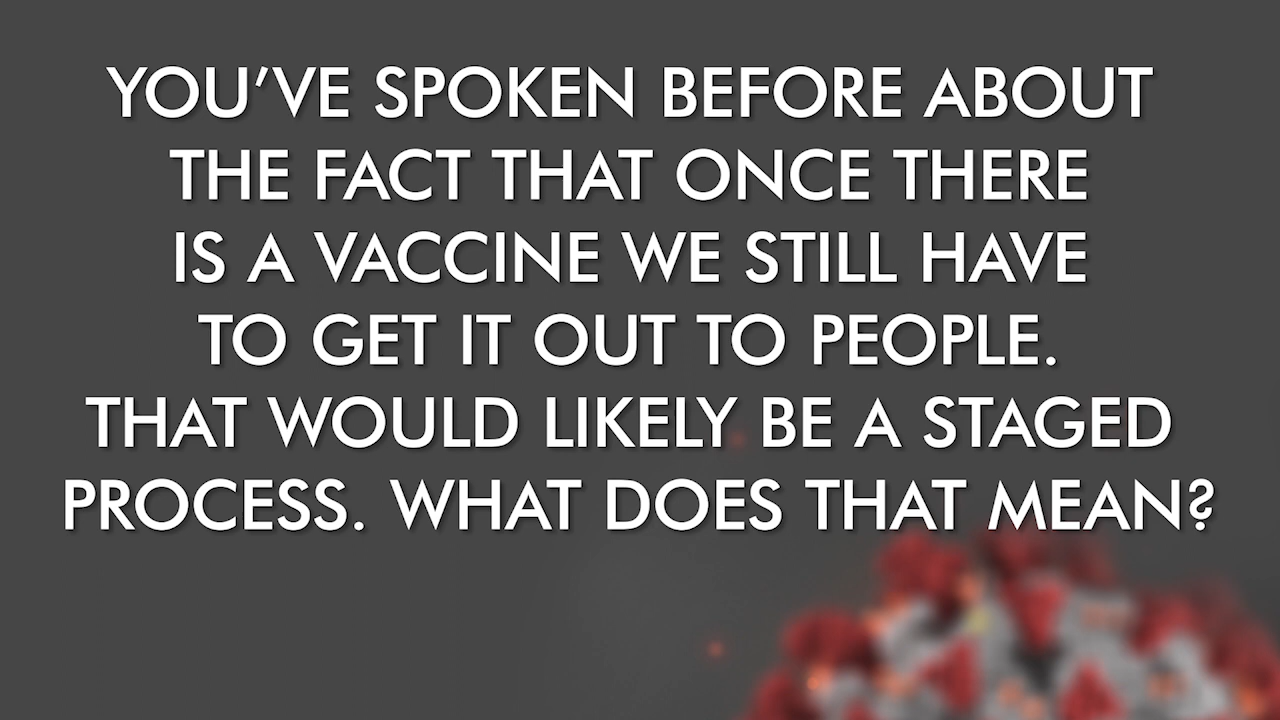 YOU’VE SPOKEN BEFORE ABOUT
THE FACT THAT ONCE THERE
IS A VACCINE WE STILL HAVE
TO GET IT OUT TO PEOPLE.
THAT WOULD LIKELY BE A STAGED
PROCESS. WHAT DOES THAT MEAN?